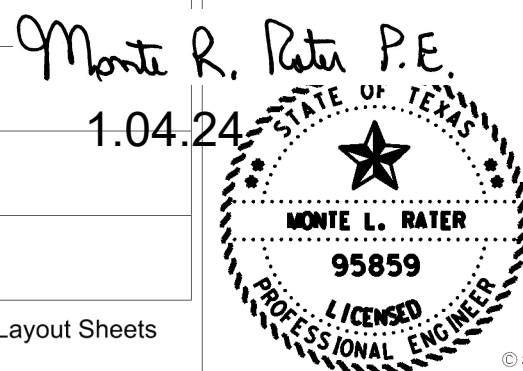 Monte R. Rater P.E.
1.04.24
STATE OF TEXAS
MONTE L. RATER
95859
LICENSED
PROFESSIONAL ENGINEER
Layout Sheets
©